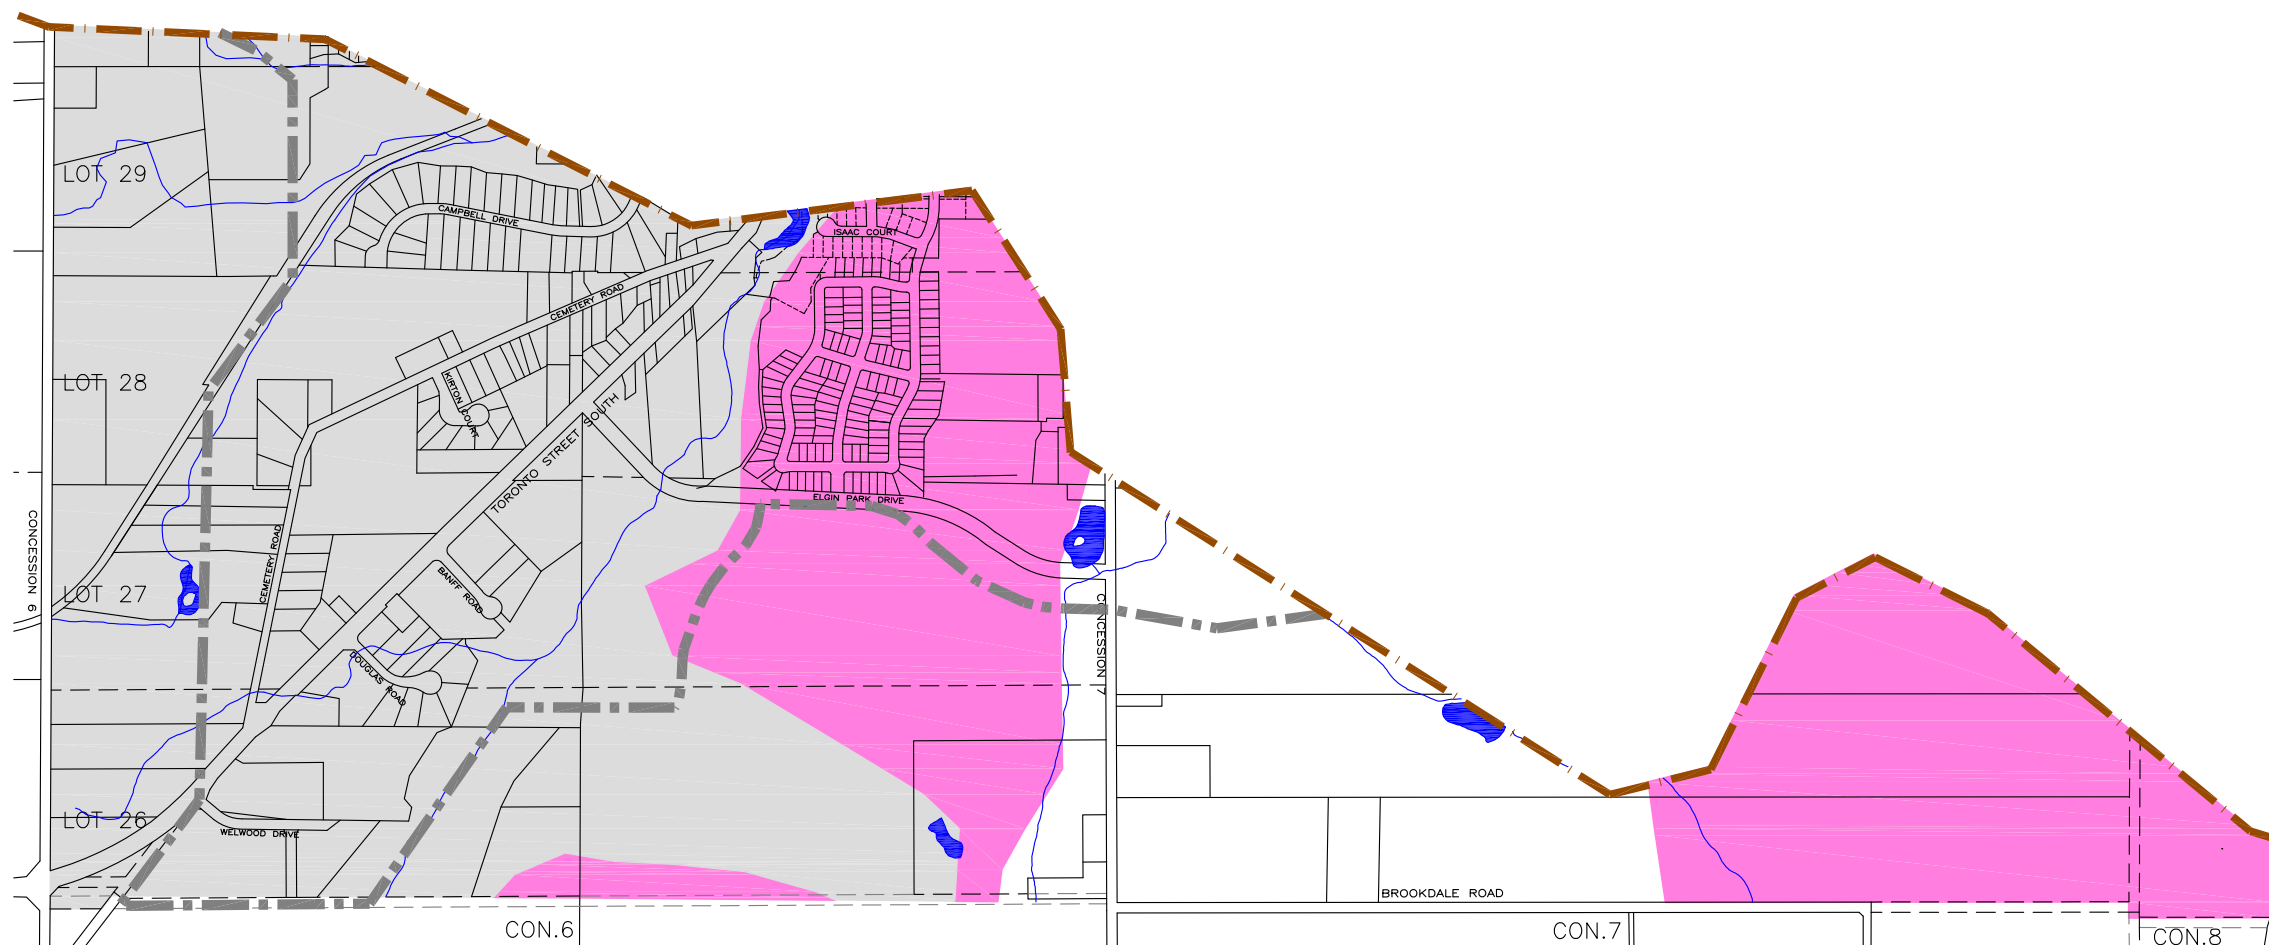 LOT 29
CAMPBELL DRIVE
ISAAC COURT
CEMETERY ROAD
LOT 28
KIRTON COURT
TORONTO STREET SOUTH
ELGIN PARK DRIVE
CONCESSION 6
CEMETERY ROAD
BANFF ROAD
LOT 27
CONCESSION 7
DOUGLAS ROAD
LOT 26
WELWOOD DRIVE
BROOKDALE ROAD
CON.6
CON.7
CON.8